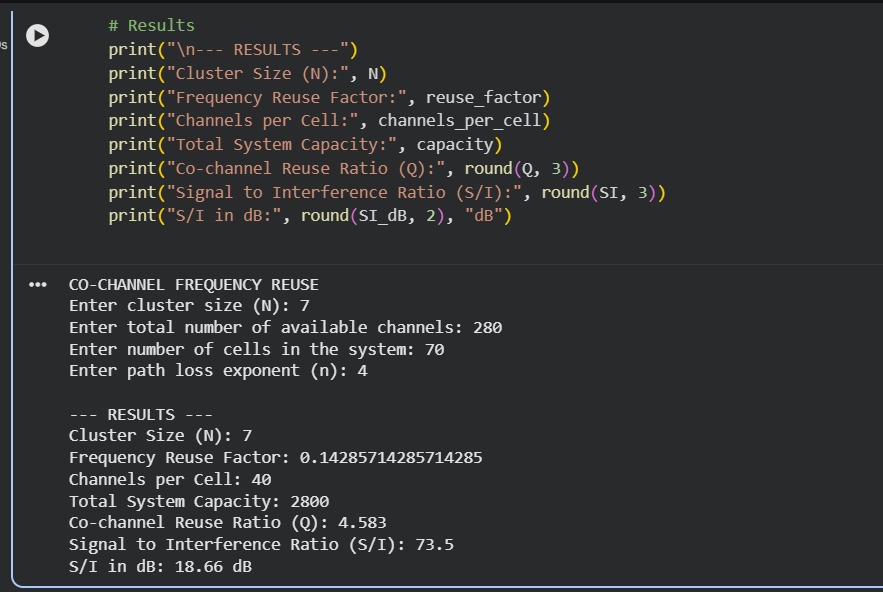 # Results
print("\n--- RESULTS ---")
print("Cluster Size (N):", N)
print("Frequency Reuse Factor:", reuse_factor)
print("Channels per Cell:", channels_per_cell)
print("Total System Capacity:", capacity)
print("Co-channel Reuse Ratio (Q):", round(Q, 3))
print("Signal to Interference Ratio (S/I):", round(SI, 3))
print("S/I in dB:", round(SI_dB, 2), "dB")
CO-CHANNEL FREQUENCY REUSE
Enter cluster size (N): 7
Enter total number of available channels: 280
Enter number of cells in the system: 70
Enter path loss exponent (n): 4
--- RESULTS ---
Cluster Size (N): 7
Frequency Reuse Factor: 0.14285714285714285
Channels per Cell: 40
Total System Capacity: 2800
Co-channel Reuse Ratio (Q): 4.583
Signal to Interference Ratio (S/I): 73.5
S/I in dB: 18.66 dB